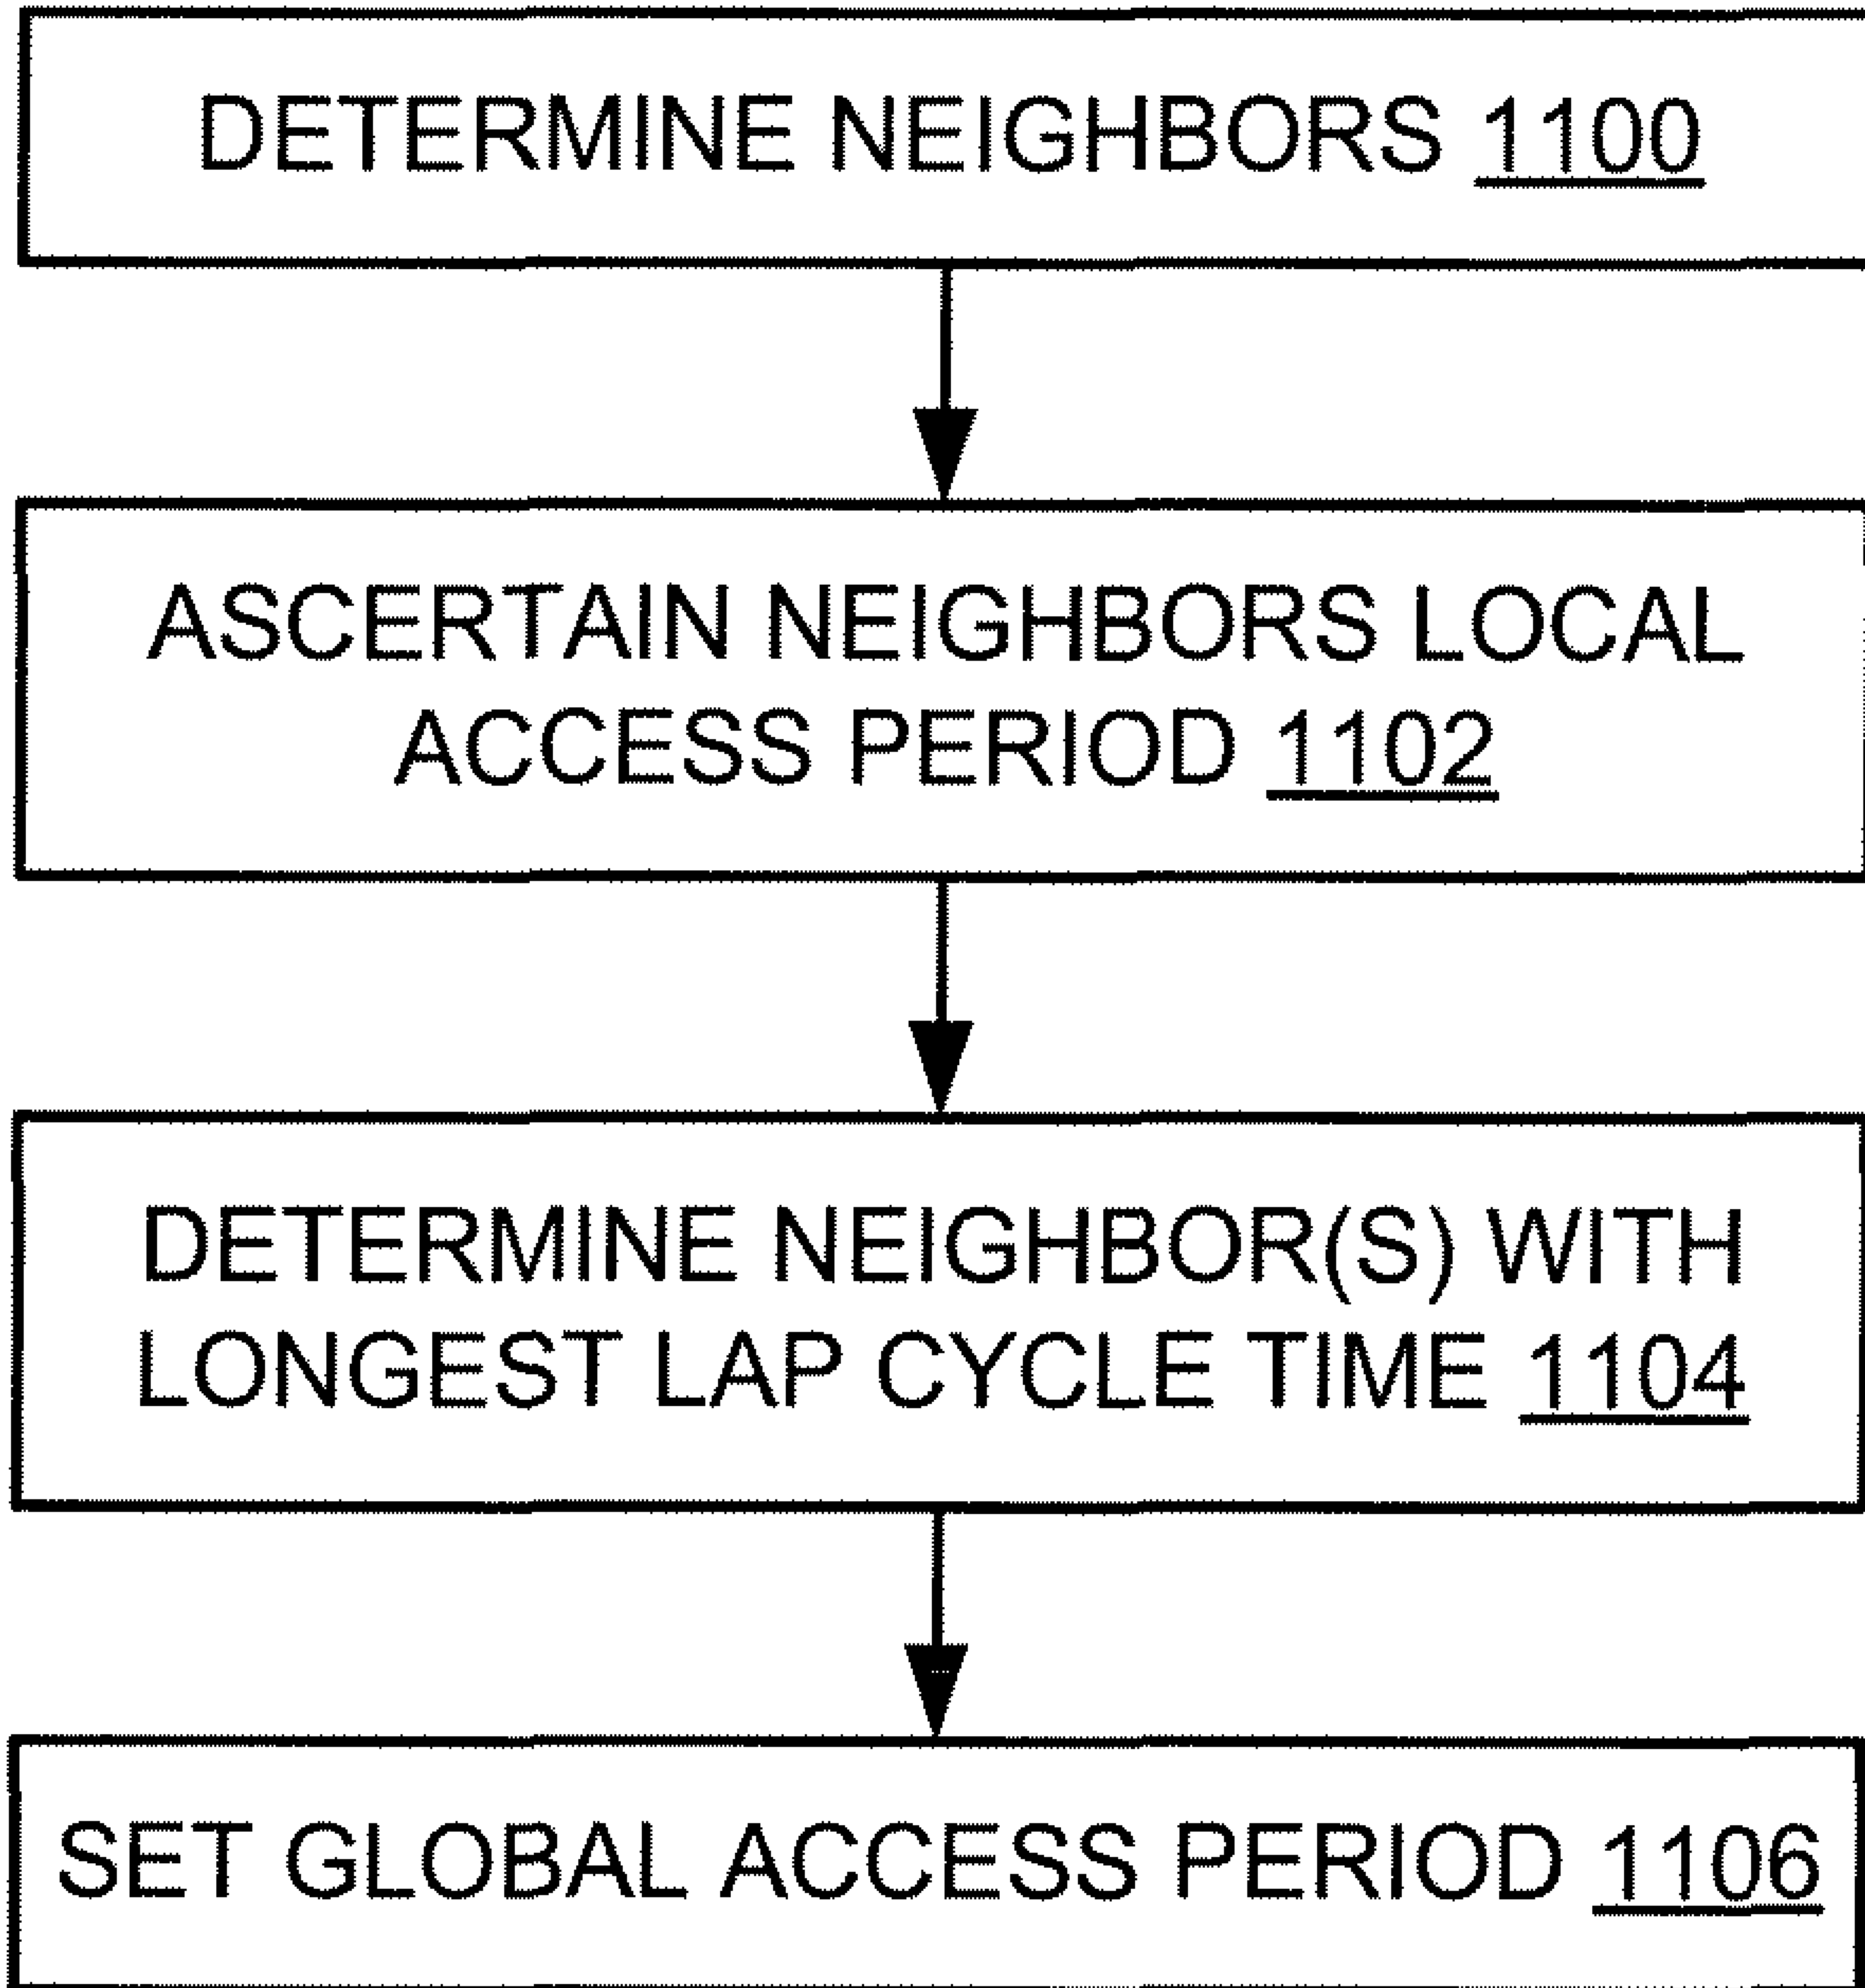 DETERMINE NEIGHBORS 1100
ASCERTAIN NEIGHBORS LOCAL
ACCESS PERIOD 1102
DETERMINE NEIGHBOR(S) WITH
LONGEST LAP CYCLE TIME 1104
SET GLOBAL ACCESS PERIOD 1106